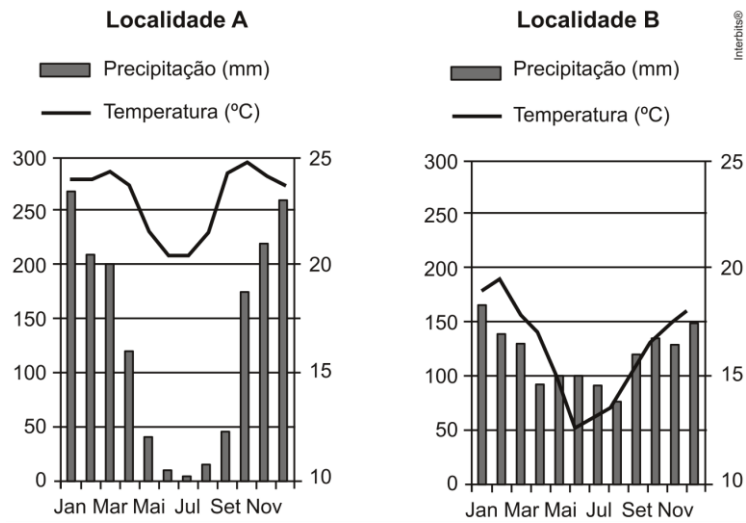 Localidade A
Precipitação (mm)
Temperatura (ºC)
300
250
200
150
100
50
0
25
20
15
10
Jan Mar Mai Jul Set Nov
Localidade B
Interbits®
Precipitação (mm)
Temperatura (ºC)
300
250
200
150
100
50
0
25
20
15
10
Jan Mar Mai Jul Set Nov